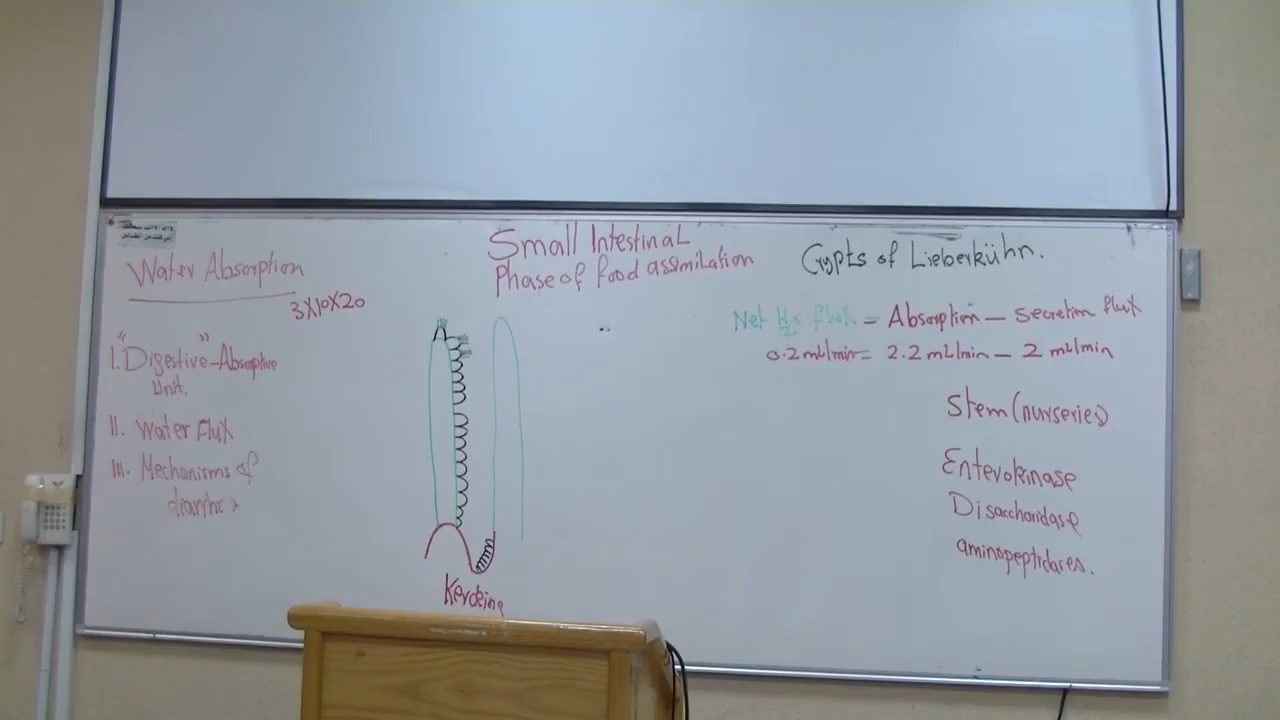 Small Intestinal
Phase of food assimilation
Water Absorption
3X10X20
I. "Digestive"-Absorptive
Unit.
II. Water Flux
III. Mechanisms of
Kercking
Crypts of Lieberkühn.
Net H2o flux = Absorption – secretion flux
0.2 mL/min = 2.2 mL/min – 2 mL/min
Stem (nurseries)
Enterokinase
Disaccharidase
aminopeptidases.